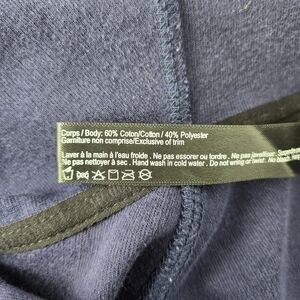 Corps / Body: 60% Coton/Cotton / 40% Polyester
Garniture non comprise/Exclusive of trim
Laver à la main à l'eau froide . Ne pas essorer ou tordre . Ne pas javelliser.
Ne pas nettoyer à sec . Hand wash in cold water . Do not wring or twist . No